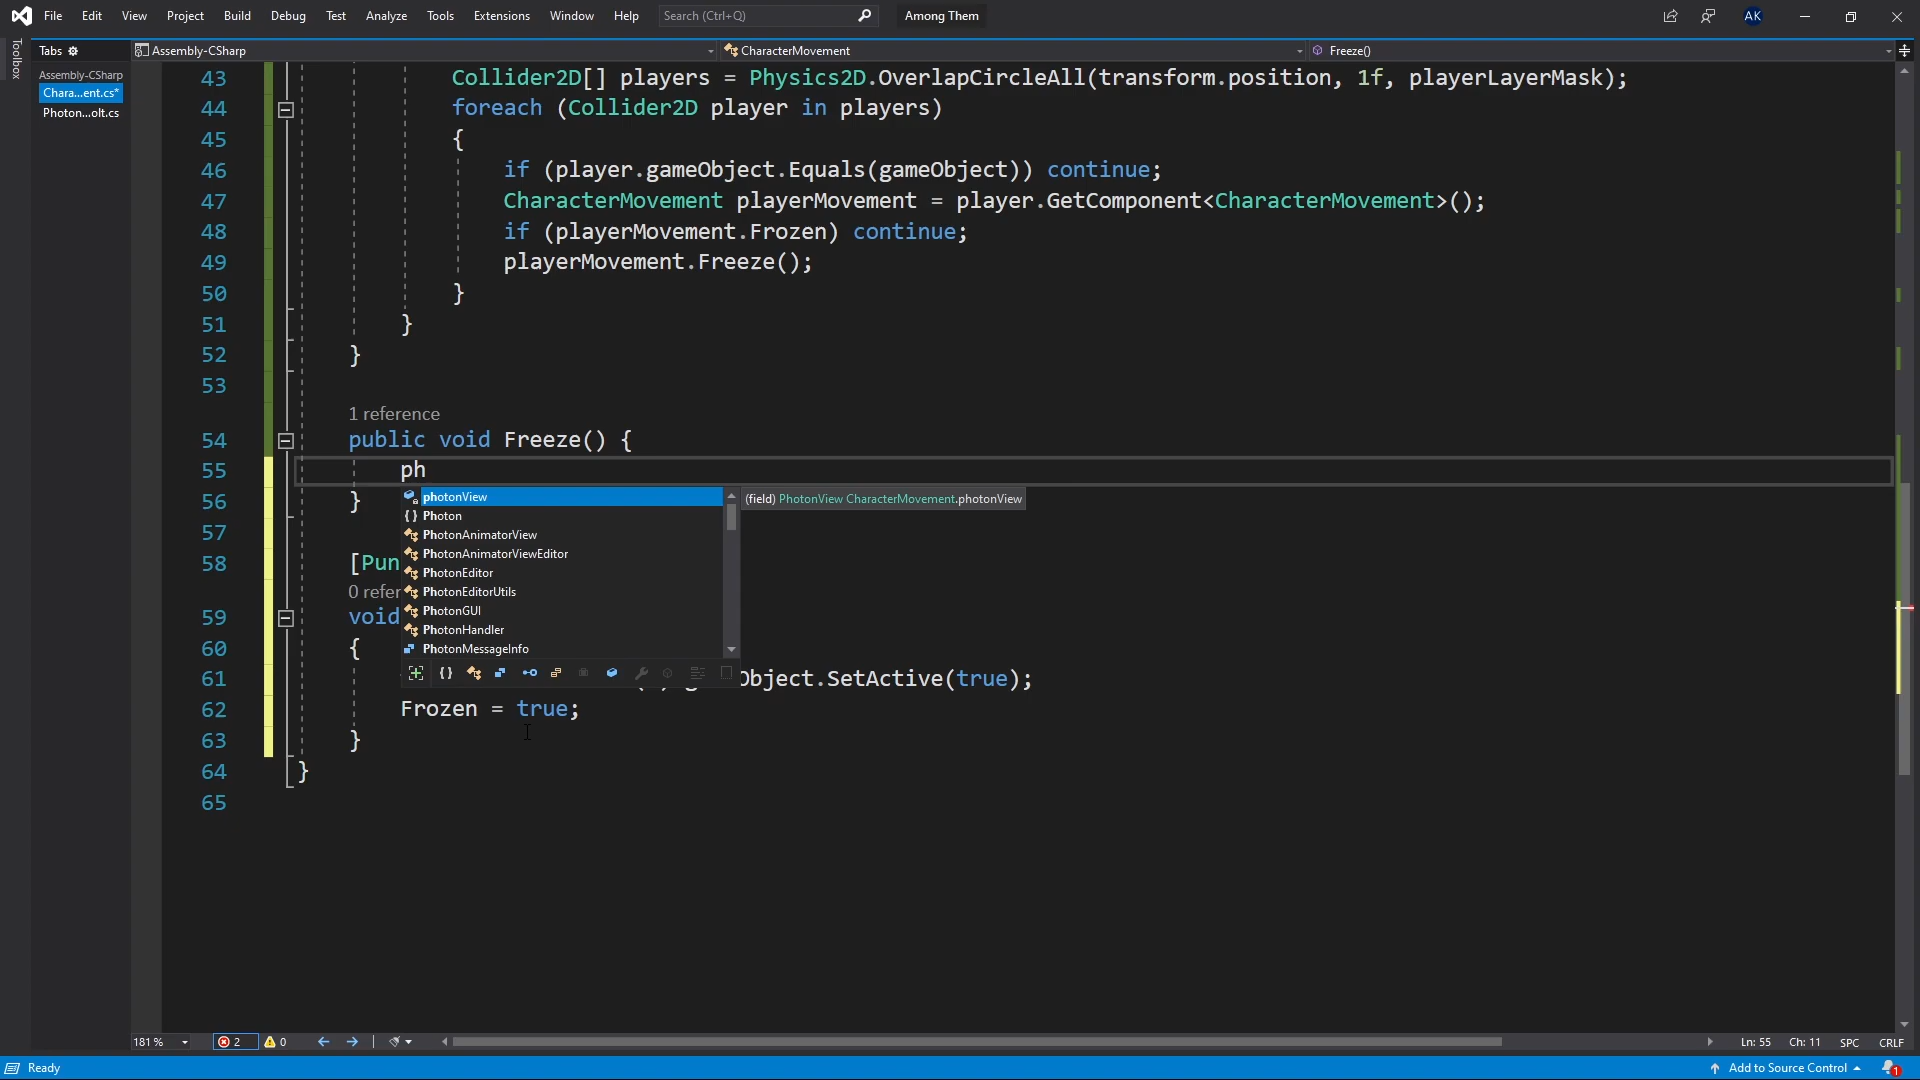 File Edit View Project Build Debug Test Analyze Tools Extensions Window Help Search (Ctrl+Q) Among Them AK
Toolbox
Tabs Assembly-CSharp CharacterMovement Freeze()
Assembly-CSharp
Chara...ent.cs*
Photon...olt.cs
43 Collider2D[] players = Physics2D.OverlapCircleAll(transform.position, 1f, playerLayerMask);
44 foreach (Collider2D player in players)
45 {
46 if (player.gameObject.Equals(gameObject)) continue;
47 CharacterMovement playerMovement = player.GetComponent<CharacterMovement>();
48 if (playerMovement.Frozen) continue;
49 playerMovement.Freeze();
50 }
51 }
52 }
53
1 reference
54 public void Freeze() {
55 ph
photonView (field) PhotonView CharacterMovement.photonView
56 }
Photon
PhotonAnimatorView
57
PhotonAnimatorViewEditor
58 [Pun
PhotonEditor
0 refer
PhotonEditorUtils
PhotonGUI
59 void
PhotonHandler
60 {
PhotonMessageInfo
61 Object.SetActive(true);
62 Frozen = true;
63 }
64 }
65
181 % 2 0 Ln: 55 Ch: 11 SPC CRLF
Ready Add to Source Control 1